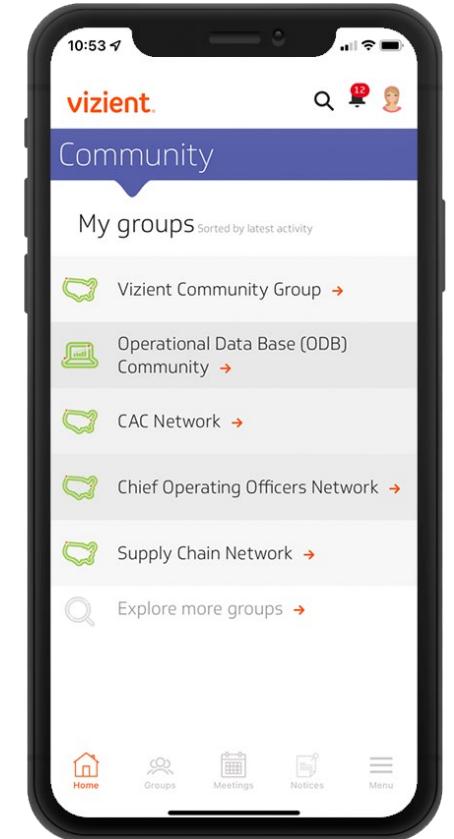 10:53
12
vizient
Community
My groups Sorted by latest activity
Vizient Community Group
Operational Data Base (ODB)
Community
CAC Network
Chief Operating Officers Network
Supply Chain Network
Explore more groups
Home Groups Meetings Notices Menu